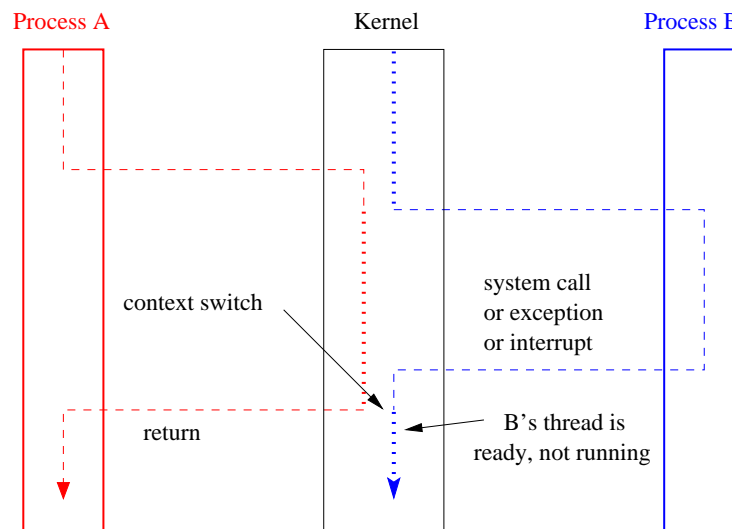 Process A
Kernel
Process B
system call
or exception
or interrupt
context switch
return
B’s thread is
ready, not running